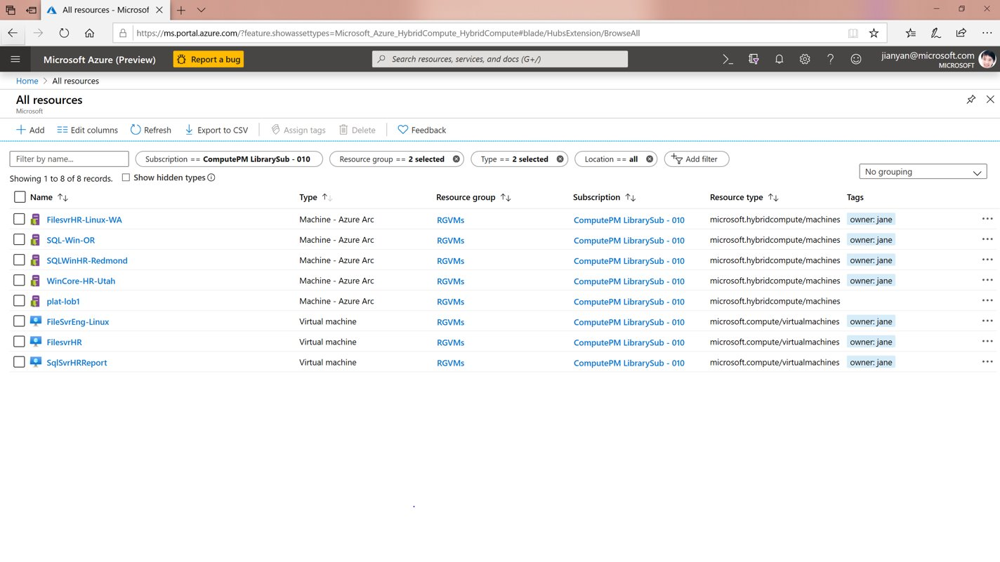 All resources - Microsof
https://ms.portal.azure.com/?feature.showassettypes=Microsoft_Azure_HybridCompute_HybridCompute#blade/HubsExtension/BrowseAll
Microsoft Azure (Preview) Report a bug Search resources, services, and docs (G+/) jianyan@microsoft.com
MICROSOFT
Home > All resources
All resources
Microsoft
Add Edit columns Refresh Export to CSV Assign tags Delete Feedback
Filter by name... Subscription == ComputePM LibrarySub - 010 Resource group == 2 selected Type == 2 selected Location == all Add filter
Showing 1 to 8 of 8 records. Show hidden types No grouping
Name Type Resource group Subscription Resource type Tags
FilesvrHR-Linux-WA Machine - Azure Arc RGVMs ComputePM LibrarySub - 010 microsoft.hybridcompute/machines owner: jane
SQL-Win-OR Machine - Azure Arc RGVMs ComputePM LibrarySub - 010 microsoft.hybridcompute/machines owner: jane
SQLWinHR-Redmond Machine - Azure Arc RGVMs ComputePM LibrarySub - 010 microsoft.hybridcompute/machines owner: jane
WinCore-HR-Utah Machine - Azure Arc RGVMs ComputePM LibrarySub - 010 microsoft.hybridcompute/machines owner: jane
plat-lob1 Machine - Azure Arc RGVMs ComputePM LibrarySub - 010 microsoft.hybridcompute/machines
FileSvrEng-Linux Virtual machine RGVMs ComputePM LibrarySub - 010 microsoft.compute/virtualmachines owner: jane
FilesvrHR Virtual machine RGVMs ComputePM LibrarySub - 010 microsoft.compute/virtualmachines owner: jane
SqlSvrHRReport Virtual machine RGVMs ComputePM LibrarySub - 010 microsoft.compute/virtualmachines owner: jane